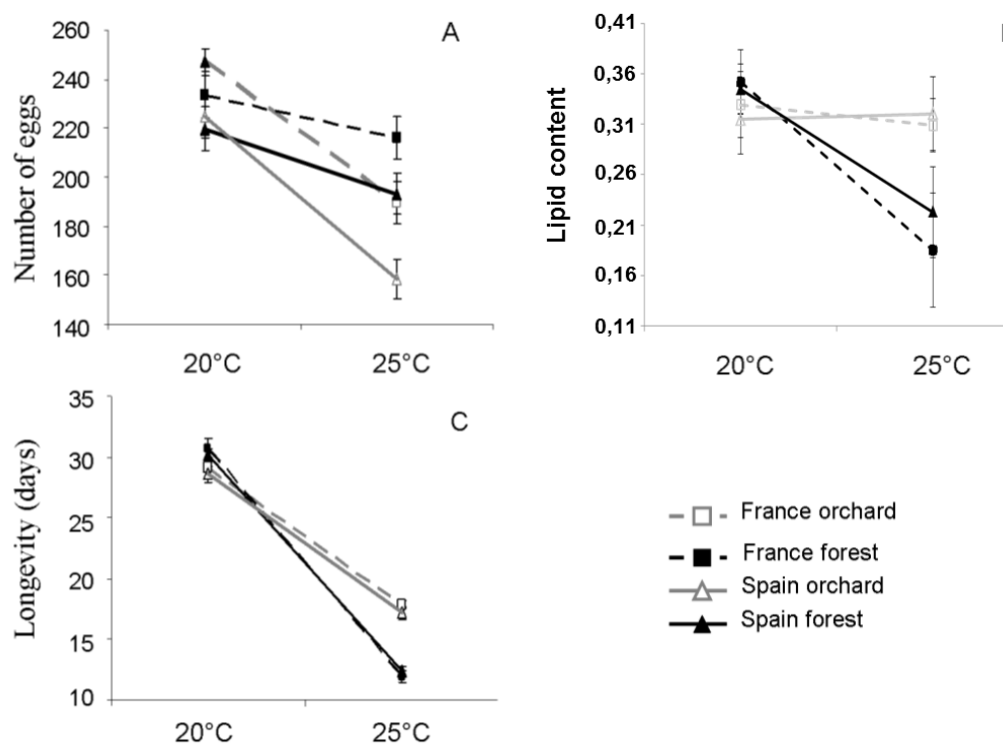 A
Number of eggs
260
240
220
200
180
160
140
20°C 25°C
Lipid content
0,41
0,36
0,31
0,26
0,21
0,16
0,11
20°C 25°C
C
Longevity (days)
35
30
25
20
15
10
20°C 25°C
France orchard
France forest
Spain orchard
Spain forest